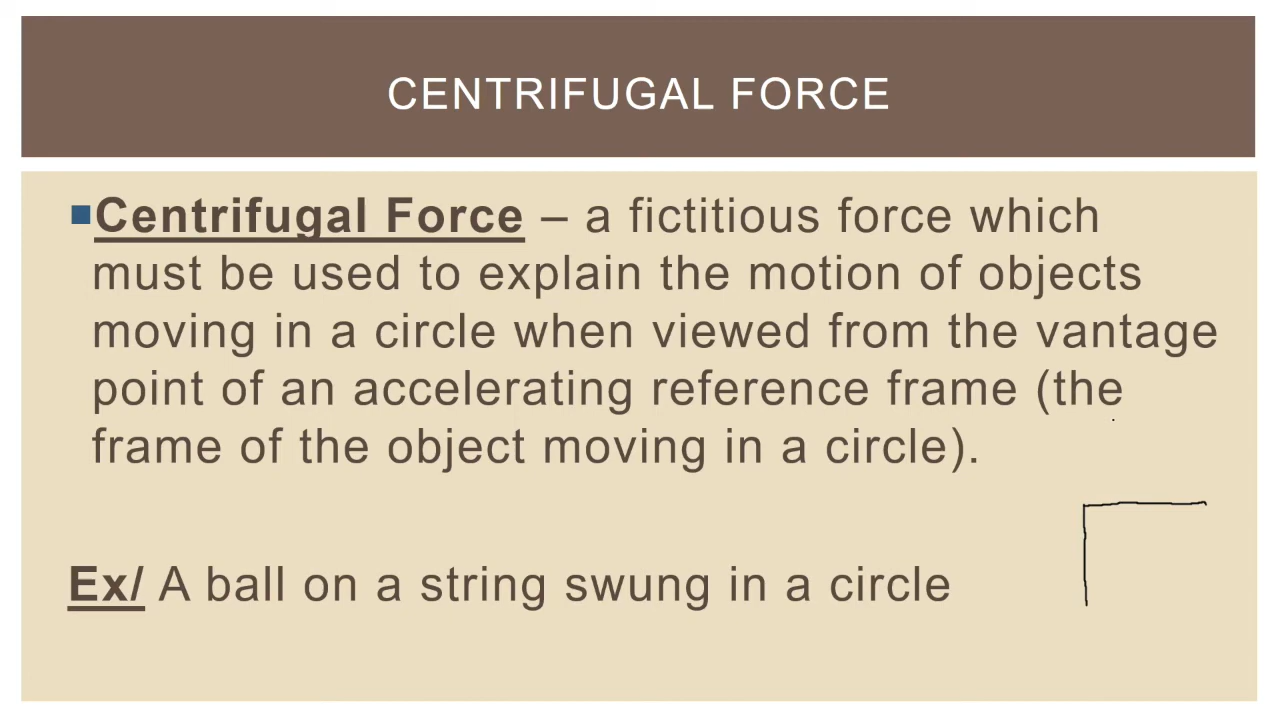 CENTRIFUGAL FORCE
Centrifugal Force – a fictitious force which
must be used to explain the motion of objects
moving in a circle when viewed from the vantage
point of an accelerating reference frame (the
frame of the object moving in a circle).
Ex/ A ball on a string swung in a circle